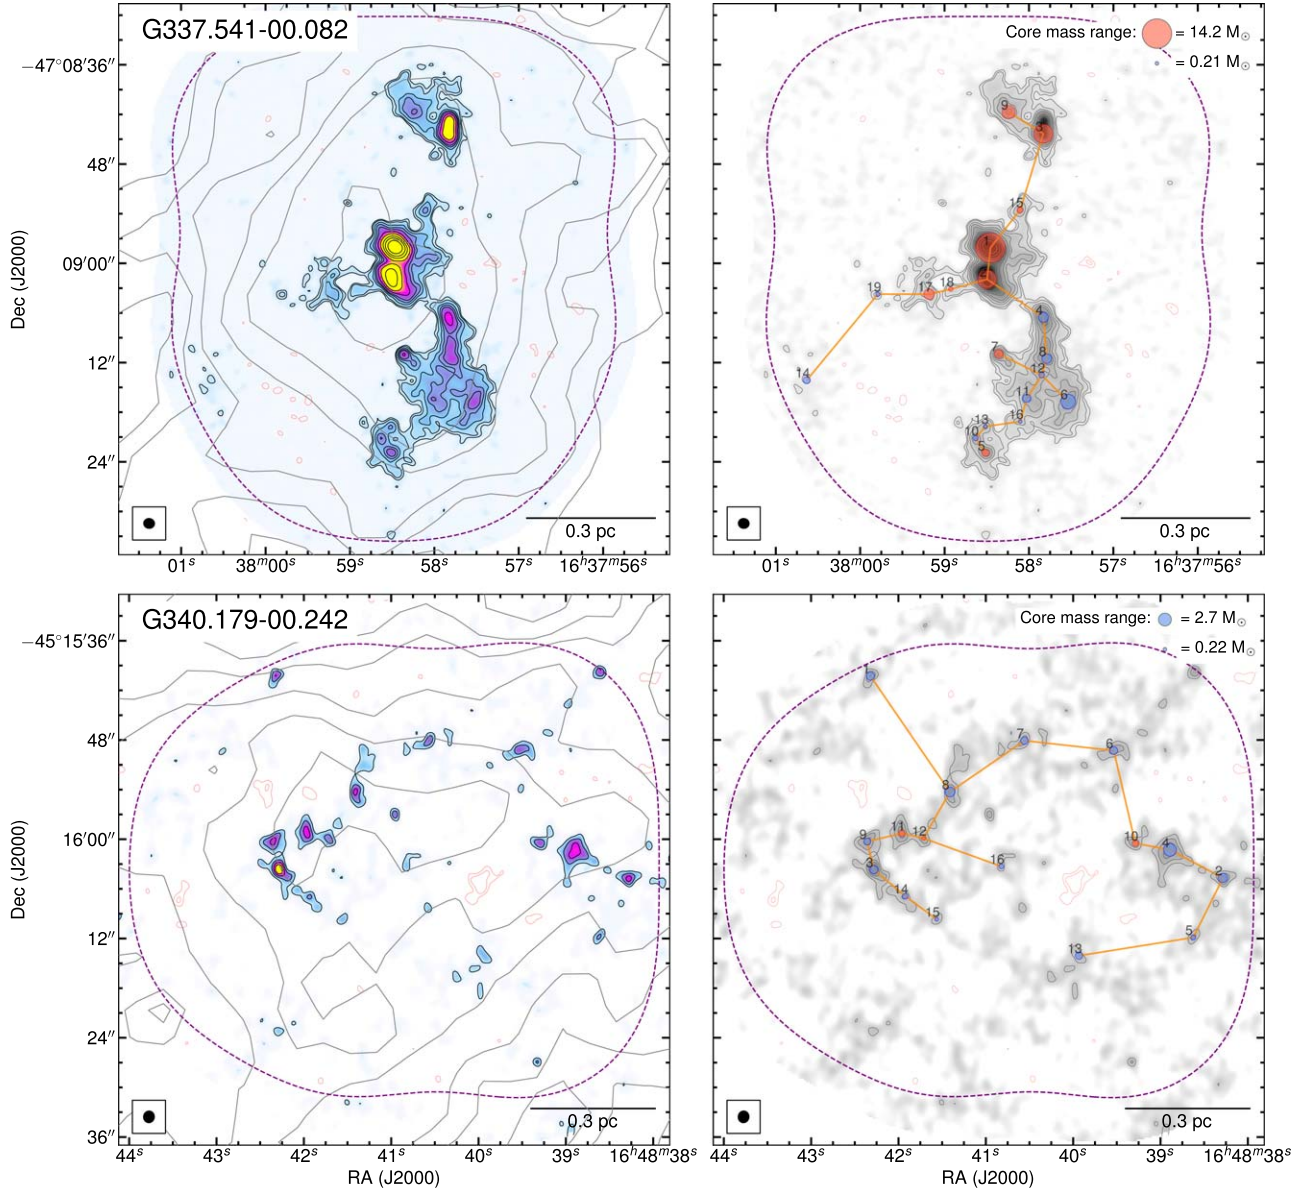 G337.541-00.082
Core mass range: = 14.2 M☉
= 0.21 M☉
−47°08′36″
48″
09′00″
12″
24″
Dec (J2000)
0.3 pc
01ˢ 38ᵐ00ˢ 59ˢ 58ˢ 57ˢ 16ʰ37ᵐ56ˢ
9
3
15
1
2
19
17
18
4
7
8
12
14
11
6
16
13
10
5
0.3 pc
01ˢ 38ᵐ00ˢ 59ˢ 58ˢ 57ˢ 16ʰ37ᵐ56ˢ
G340.179-00.242
Core mass range: = 2.7 M☉
= 0.22 M☉
−45°15′36″
48″
16′00″
12″
24″
36″
Dec (J2000)
0.3 pc
44ˢ 43ˢ 42ˢ 41ˢ 40ˢ 39ˢ 16ʰ48ᵐ38ˢ
RA (J2000)
1
7
6
8
11
12
9
10
4
16
3
2
14
15
5
13
0.3 pc
44ˢ 43ˢ 42ˢ 41ˢ 40ˢ 39ˢ 16ʰ48ᵐ38ˢ
RA (J2000)